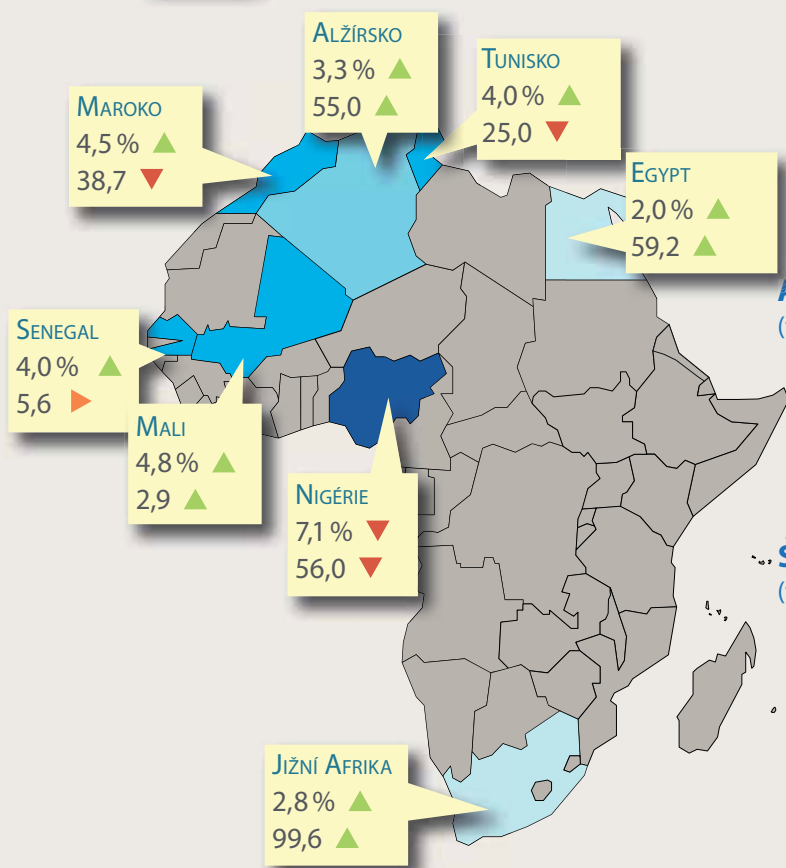 Alžírsko
3,3 %
55,0
Tunisko
4,0 %
25,0
Maroko
4,5 %
38,7
Egypt
2,0 %
59,2
Senegal
4,0 %
5,6
Mali
4,8 %
2,9
Nigérie
7,1 %
56,0
Jižní Afrika
2,8 %
99,6